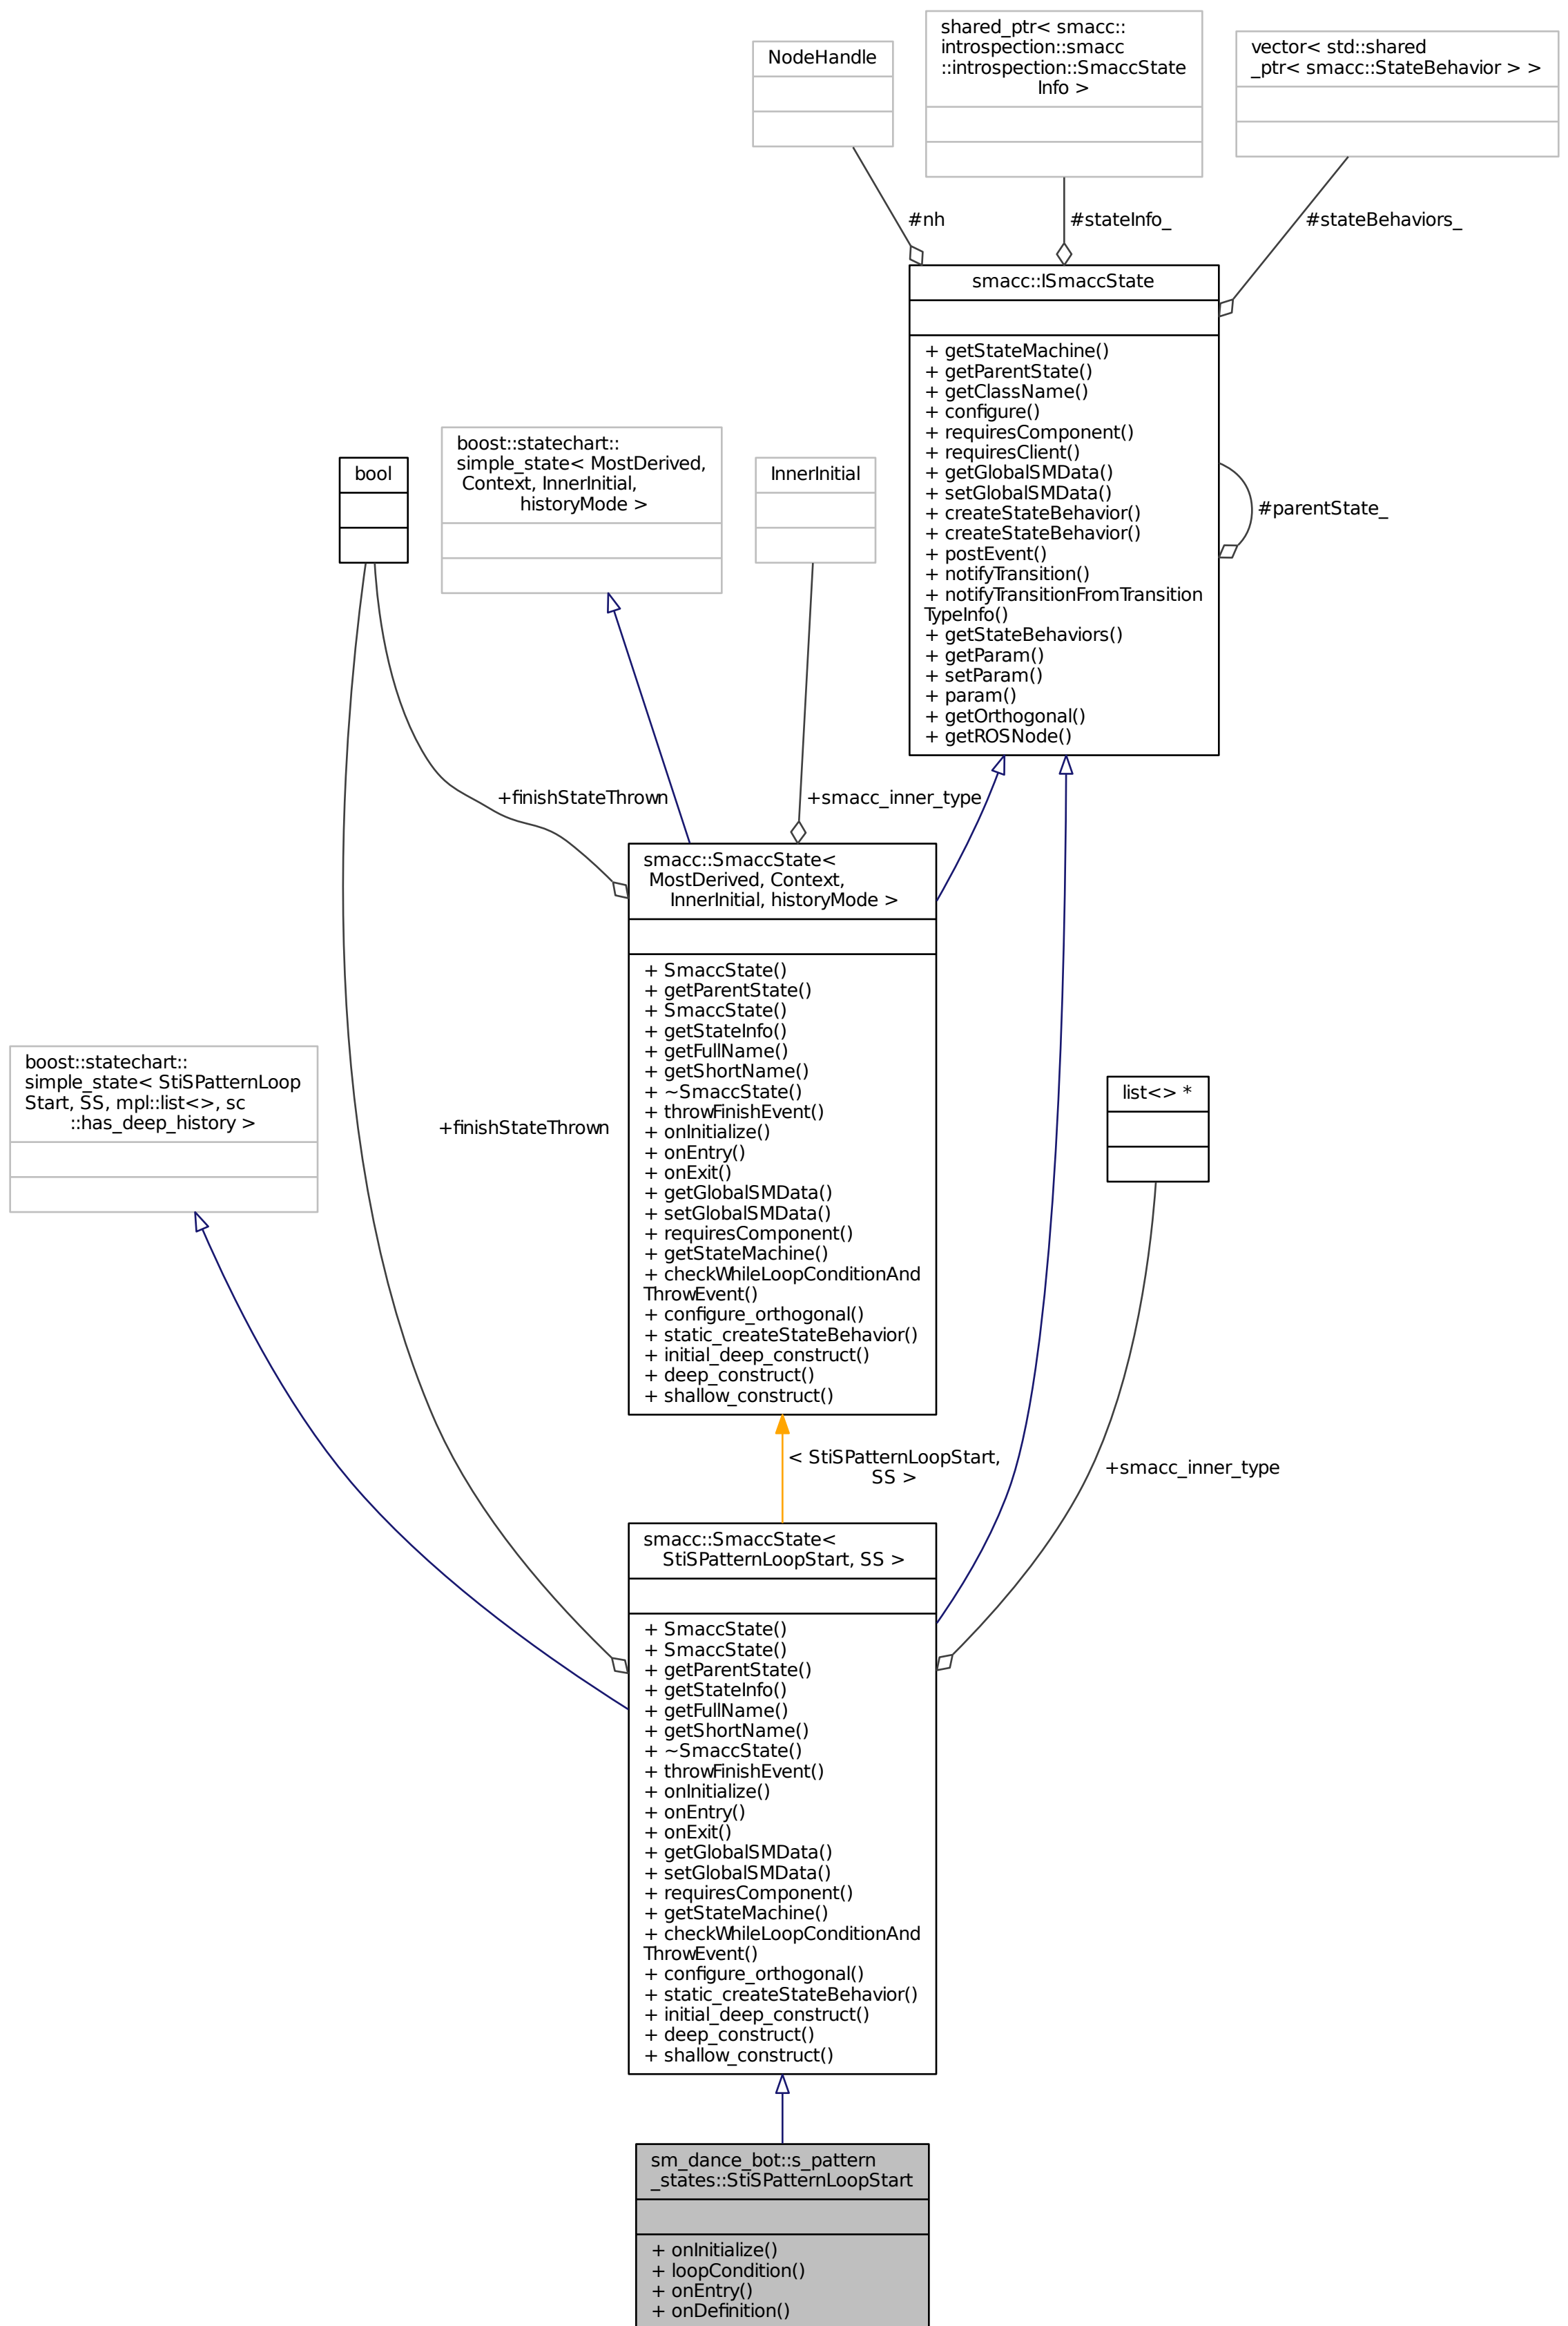 NodeHandle
shared_ptr< smacc::
introspection::smacc
::introspection::SmaccState
Info >
vector< std::shared
_ptr< smacc::StateBehavior > >
#nh
#stateInfo_
#stateBehaviors_
smacc::ISmaccState
+ getStateMachine()
+ getParentState()
+ getClassName()
+ configure()
+ requiresComponent()
+ requiresClient()
+ getGlobalSMData()
+ setGlobalSMData()
+ createStateBehavior()
+ createStateBehavior()
+ postEvent()
+ notifyTransition()
+ notifyTransitionFromTransition
TypeInfo()
+ getStateBehaviors()
+ getParam()
+ setParam()
+ param()
+ getOrthogonal()
+ getROSNode()
#parentState_
bool
boost::statechart::
simple_state< MostDerived,
Context, InnerInitial,
historyMode >
InnerInitial
+finishStateThrown
+smacc_inner_type
smacc::SmaccState<
MostDerived, Context,
InnerInitial, historyMode >
+ SmaccState()
+ getParentState()
+ SmaccState()
+ getStateInfo()
+ getFullName()
+ getShortName()
+ ~SmaccState()
+ throwFinishEvent()
+ onInitialize()
+ onEntry()
+ onExit()
+ getGlobalSMData()
+ setGlobalSMData()
+ requiresComponent()
+ getStateMachine()
+ checkWhileLoopConditionAnd
ThrowEvent()
+ configure_orthogonal()
+ static_createStateBehavior()
+ initial_deep_construct()
+ deep_construct()
+ shallow_construct()
boost::statechart::
simple_state< StiSPatternLoop
Start, SS, mpl::list<>, sc
::has_deep_history >
+finishStateThrown
list<> *
< StiSPatternLoopStart,
SS >
+smacc_inner_type
smacc::SmaccState<
StiSPatternLoopStart, SS >
+ SmaccState()
+ SmaccState()
+ getParentState()
+ getStateInfo()
+ getFullName()
+ getShortName()
+ ~SmaccState()
+ throwFinishEvent()
+ onInitialize()
+ onEntry()
+ onExit()
+ getGlobalSMData()
+ setGlobalSMData()
+ requiresComponent()
+ getStateMachine()
+ checkWhileLoopConditionAnd
ThrowEvent()
+ configure_orthogonal()
+ static_createStateBehavior()
+ initial_deep_construct()
+ deep_construct()
+ shallow_construct()
sm_dance_bot::s_pattern
_states::StiSPatternLoopStart
+ onInitialize()
+ loopCondition()
+ onEntry()
+ onDefinition()